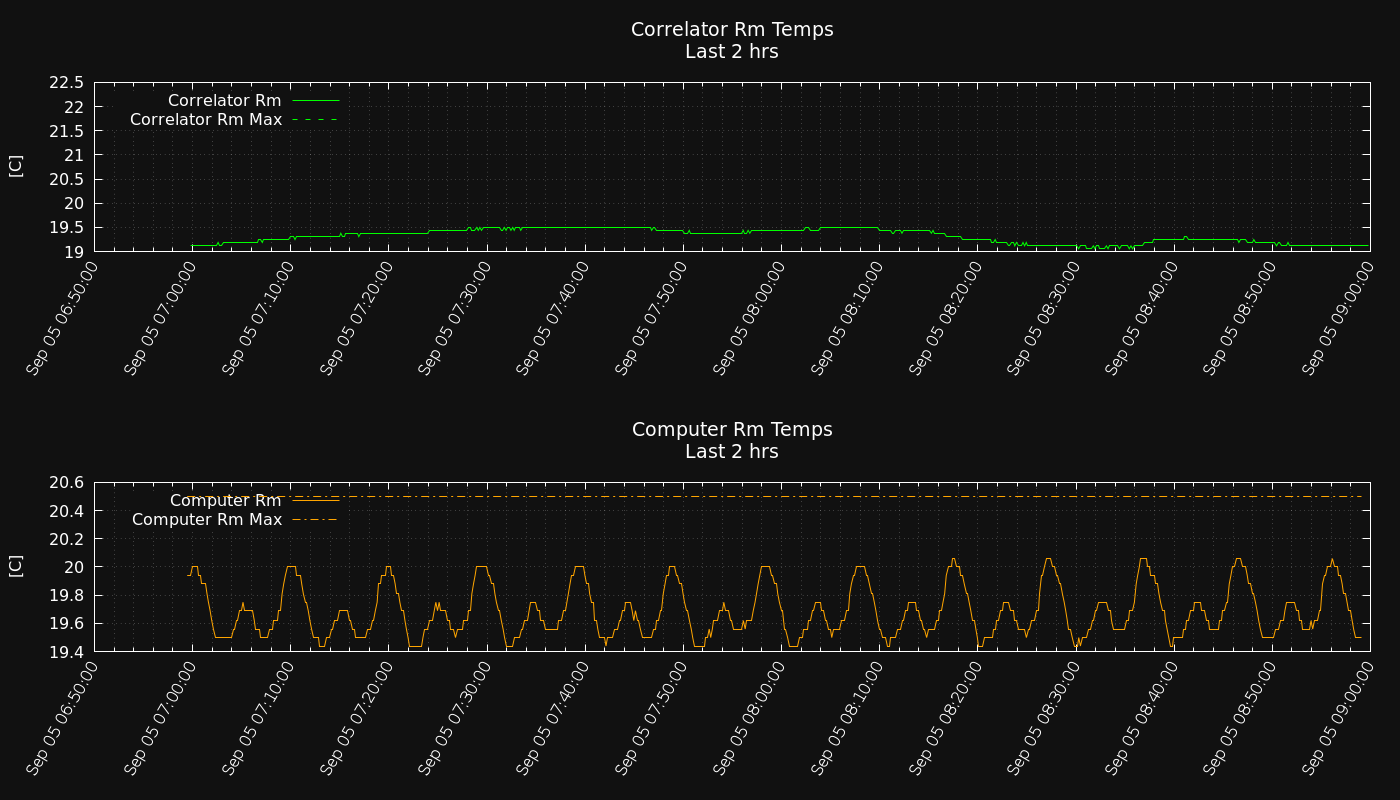 Correlator Rm Temps
Last 2 hrs
22.5
22
21.5
21
20.5
20
19.5
19
[C]
Correlator Rm
Correlator Rm Max
Sep 05 06:50:00
Sep 05 07:00:00
Sep 05 07:10:00
Sep 05 07:20:00
Sep 05 07:30:00
Sep 05 07:40:00
Sep 05 07:50:00
Sep 05 08:00:00
Sep 05 08:10:00
Sep 05 08:20:00
Sep 05 08:30:00
Sep 05 08:40:00
Sep 05 08:50:00
Sep 05 09:00:00
Computer Rm Temps
Last 2 hrs
20.6
20.4
20.2
20
19.8
19.6
19.4
[C]
Computer Rm
Computer Rm Max
Sep 05 06:50:00
Sep 05 07:00:00
Sep 05 07:10:00
Sep 05 07:20:00
Sep 05 07:30:00
Sep 05 07:40:00
Sep 05 07:50:00
Sep 05 08:00:00
Sep 05 08:10:00
Sep 05 08:20:00
Sep 05 08:30:00
Sep 05 08:40:00
Sep 05 08:50:00
Sep 05 09:00:00